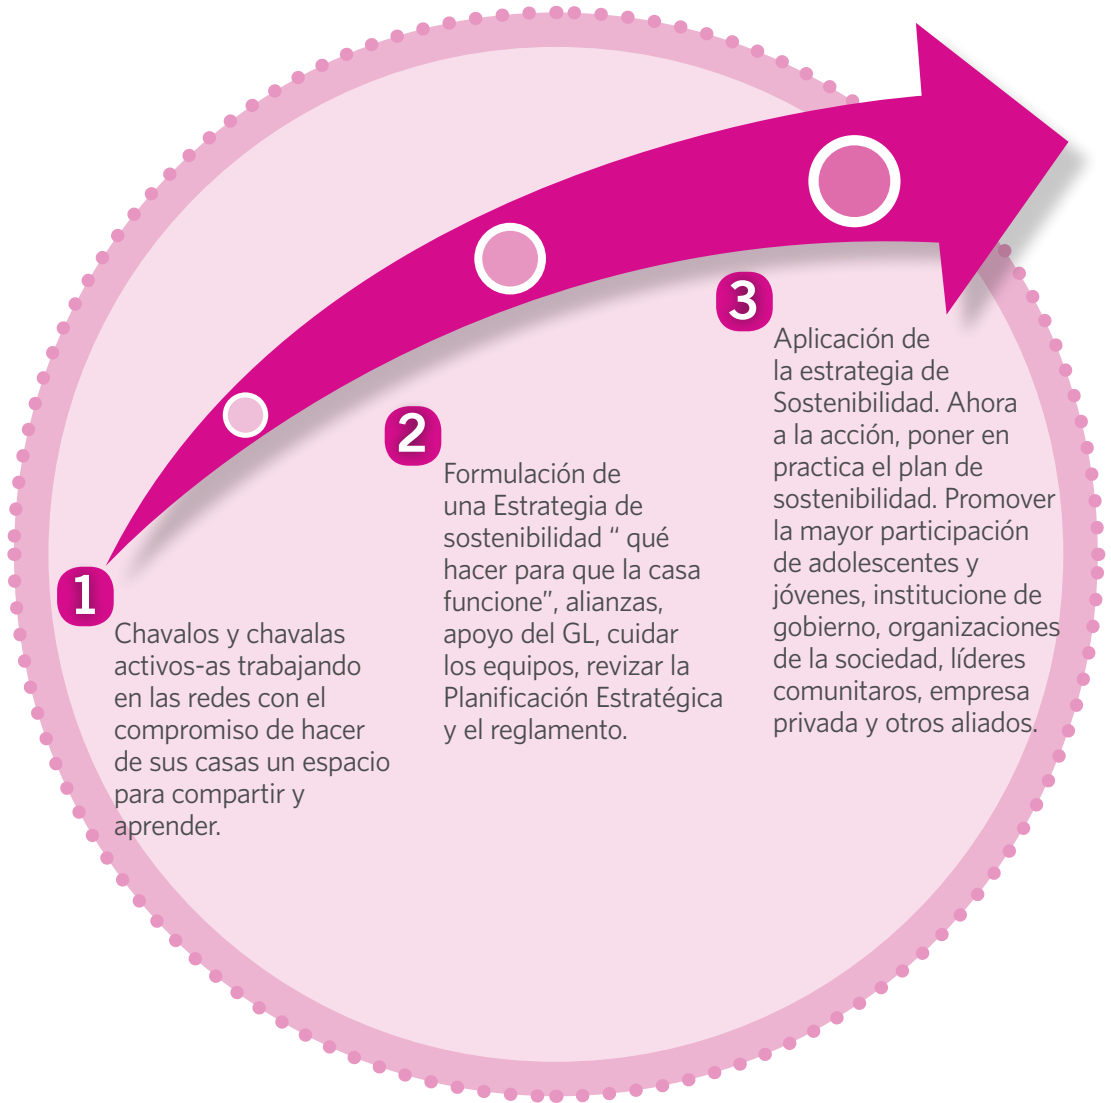 1
Chavalos y chavalas
activos-as trabajando
en las redes con el
compromiso de hacer
de sus casas un espacio
para compartir y
aprender.
2
Formulación de
una Estrategia de
sostenibilidad “ qué
hacer para que la casa
funcione”, alianzas,
apoyo del GL, cuidar
los equipos, revizar la
Planificación Estratégica
y el reglamento.
3
Aplicación de
la estrategia de
Sostenibilidad. Ahora
a la acción, poner en
practica el plan de
sostenibilidad. Promover
la mayor participación
de adolescentes y
jóvenes, institucione de
gobierno, organizaciones
de la sociedad, líderes
comunitaros, empresa
privada y otros aliados.